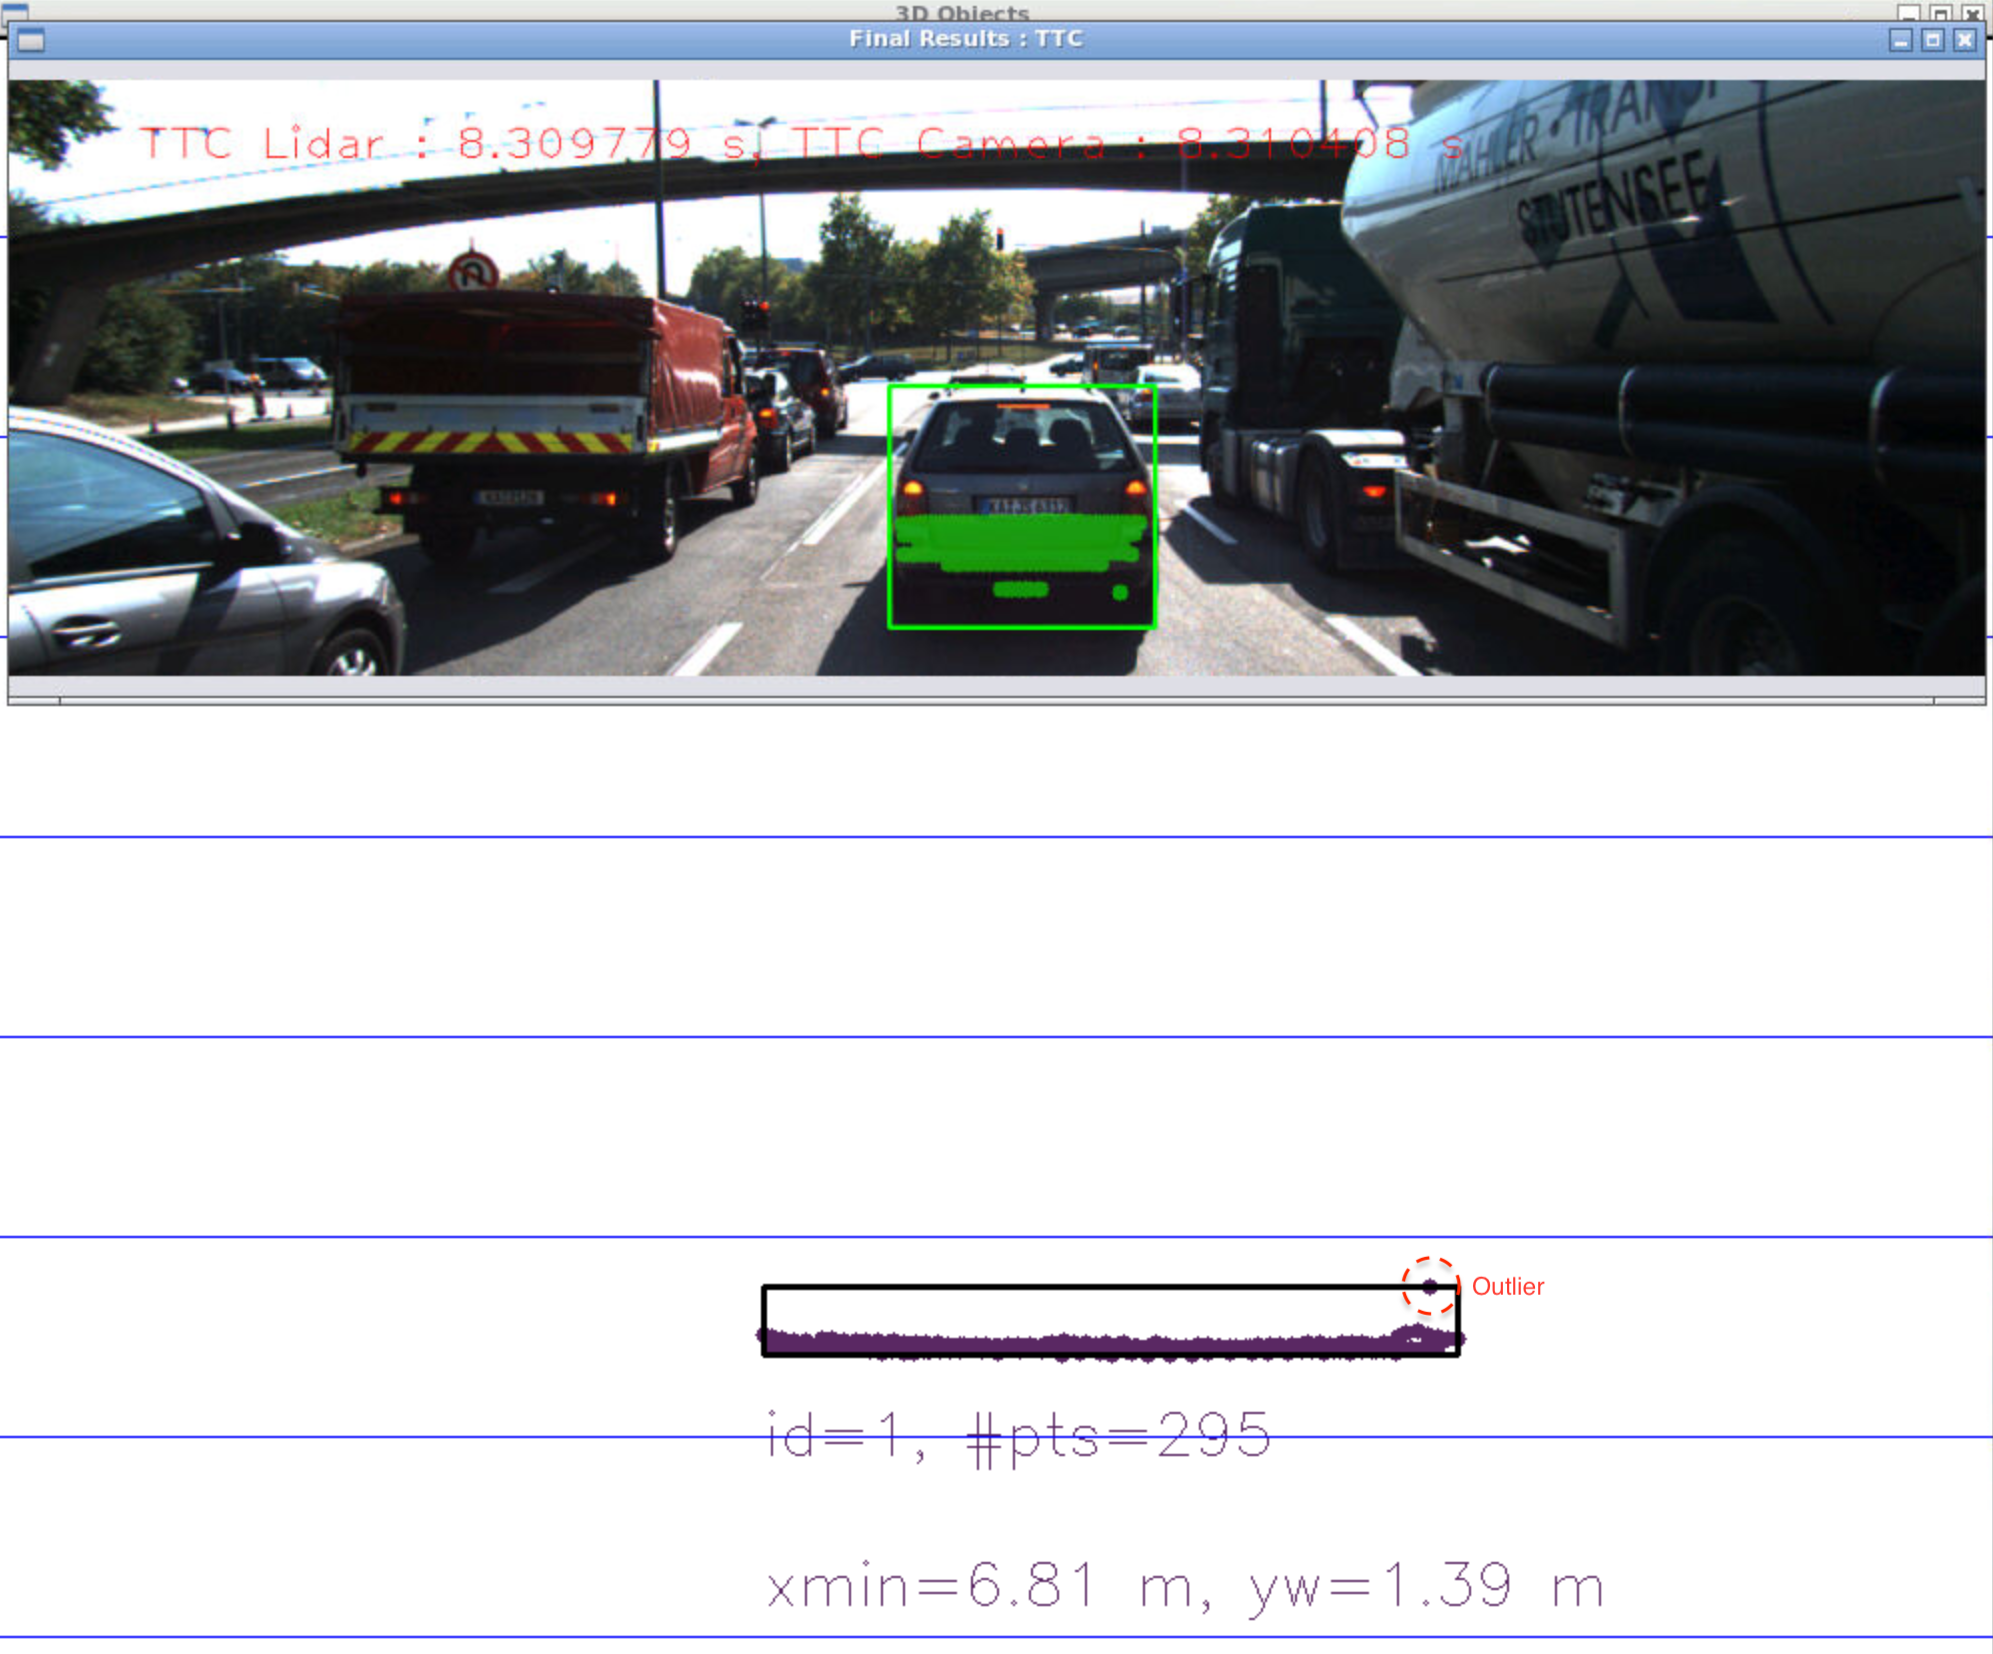 3D Objects
Final Results : TTC
TTC Lidar : 8.309779 s, TTC Camera : 8.310408 s
STUTENSEE
Outlier
id=1, #pts=295
xmin=6.81 m, yw=1.39 m